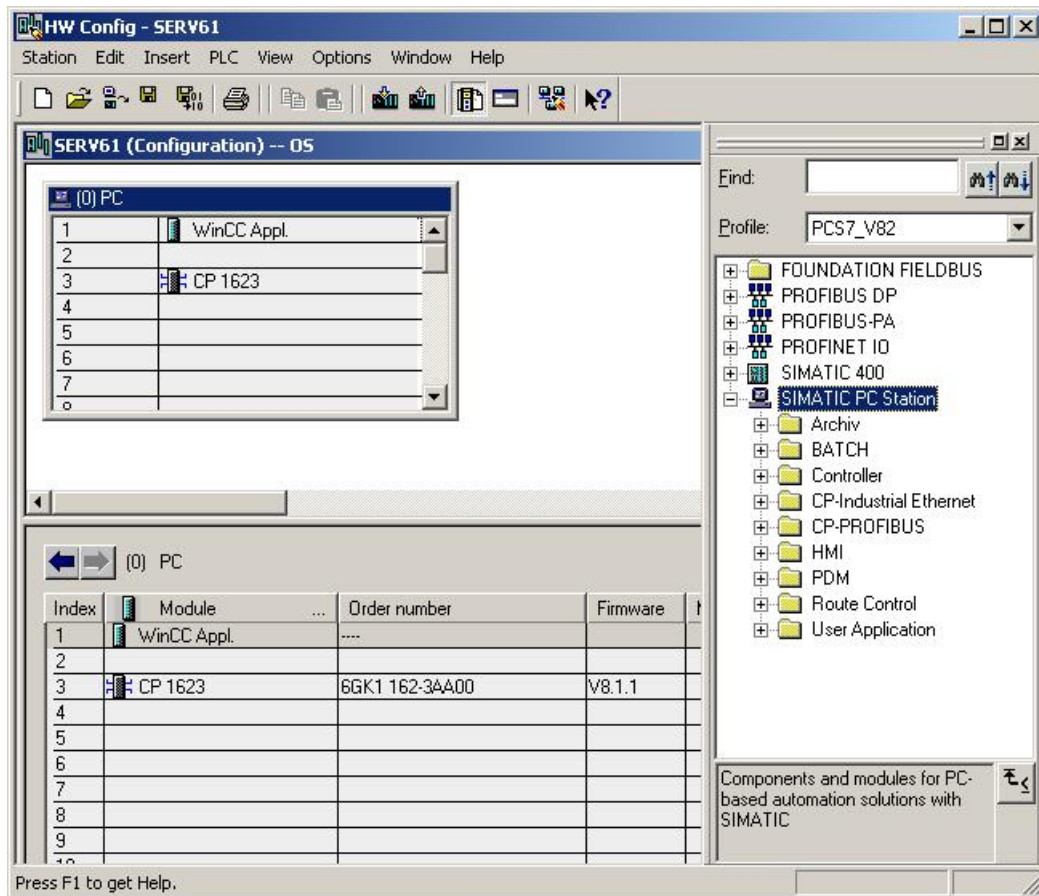 HW Config - SERV61
Station Edit Insert PLC View Options Window Help
SERV61 (Configuration) -- OS
(0) PC
1 WinCC Appl.
2
3 CP 1623
4
5
6
7
Find:
Profile: PCS7_V82
FOUNDATION FIELDBUS
PROFIBUS DP
PROFIBUS-PA
PROFINET IO
SIMATIC 400
SIMATIC PC Station
Archiv
BATCH
Controller
CP-Industrial Ethernet
CP-PROFIBUS
HMI
PDM
Route Control
User Application
Components and modules for PC-
based automation solutions with
SIMATIC
(0) PC
Index Module ... Order number Firmware
1 WinCC Appl. ----
2
3 CP 1623 6GK1 162-3AA00 V8.1.1
4
5
6
7
8
9
Press F1 to get Help.